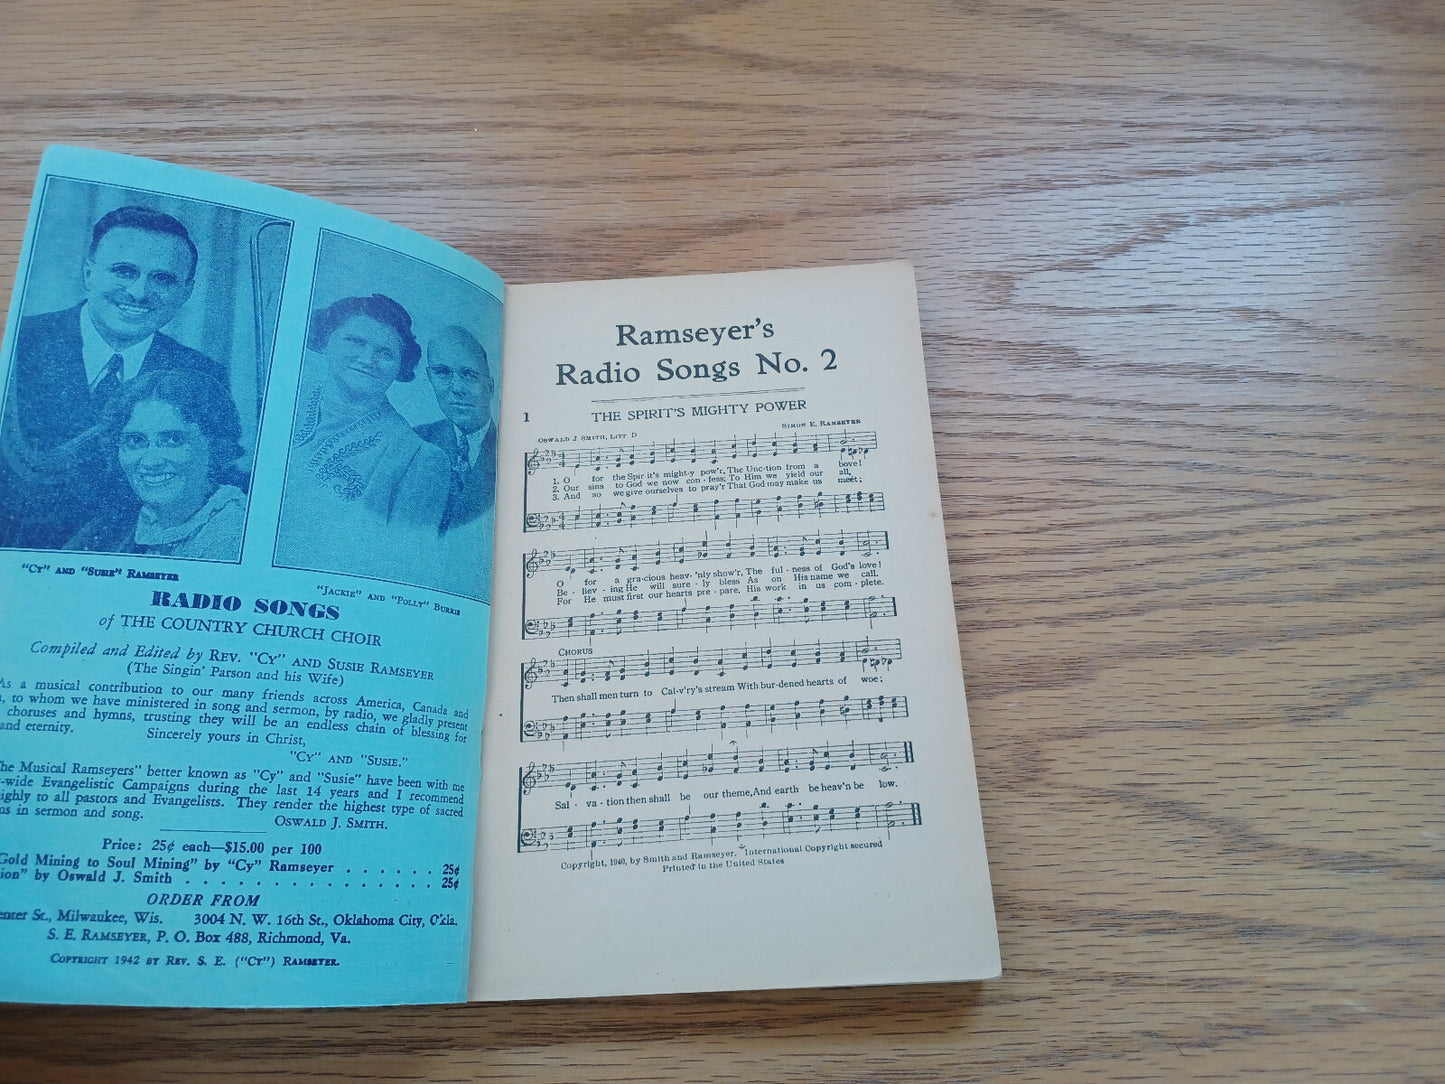 "Cy" and "Susie" Ramseyer
"Jackie" and "Polly" Burris
RADIO SONGS
of THE COUNTRY CHURCH CHOIR
Compiled and Edited by Rev. "Cy" and Susie Ramseyer
(The Singin' Parson and his Wife)
As a musical contribution to our many friends across America, Canada and
to whom we have ministered in song and sermon, by radio, we gladly present
choruses and hymns, trusting they will be an endless chain of blessing for
and eternity. Sincerely yours in Christ,
"Cy" and "Susie."
The Musical Ramseyers" better known as "Cy" and "Susie" have been with me
-wide Evangelistic Campaigns during the last 14 years and I recommend
ighly to all pastors and Evangelists. They render the highest type of sacred
ns in sermon and song. Oswald J. Smith.
Price: 25¢ each—$15.00 per 100
Gold Mining to Soul Mining" by "Cy" Ramseyer . . . . . . 25¢
ion" by Oswald J. Smith . . . . . . . . . . . . . . . . 25¢
ORDER FROM
enter St., Milwaukee, Wis. 3004 N. W. 16th St., Oklahoma City, Okla.
S. E. Ramseyer, P. O. Box 488, Richmond, Va.
Copyright 1942 by Rev. S. E. ("Cy") Ramseyer.
Ramseyer's
Radio Songs No. 2
1 THE SPIRIT'S MIGHTY POWER
Oswald J Smith, Litt D Simon E. Ramseyer
1. O for the Spir it's might-y pow'r, The Unc-tion from a bove!
2. Our sins to God we now con - fess; To Him we yield our all,
3. And so we give ourselves to pray'r That God may make us meet;
O for a gra-cious heav-'nly show'r, The ful - ness of God's love!
Be - liev - ing He will sure - ly bless As on His name we call.
For He must first our hearts pre - pare, His work in us com - plete.
Chorus
Then shall men turn to Cal-v'ry's stream With bur-dened hearts of woe;
Sal - va - tion then shall be our theme, And earth be heav'n be low.
Copyright, 1940, by Smith and Ramseyer. International Copyright secured
Printed in the United States